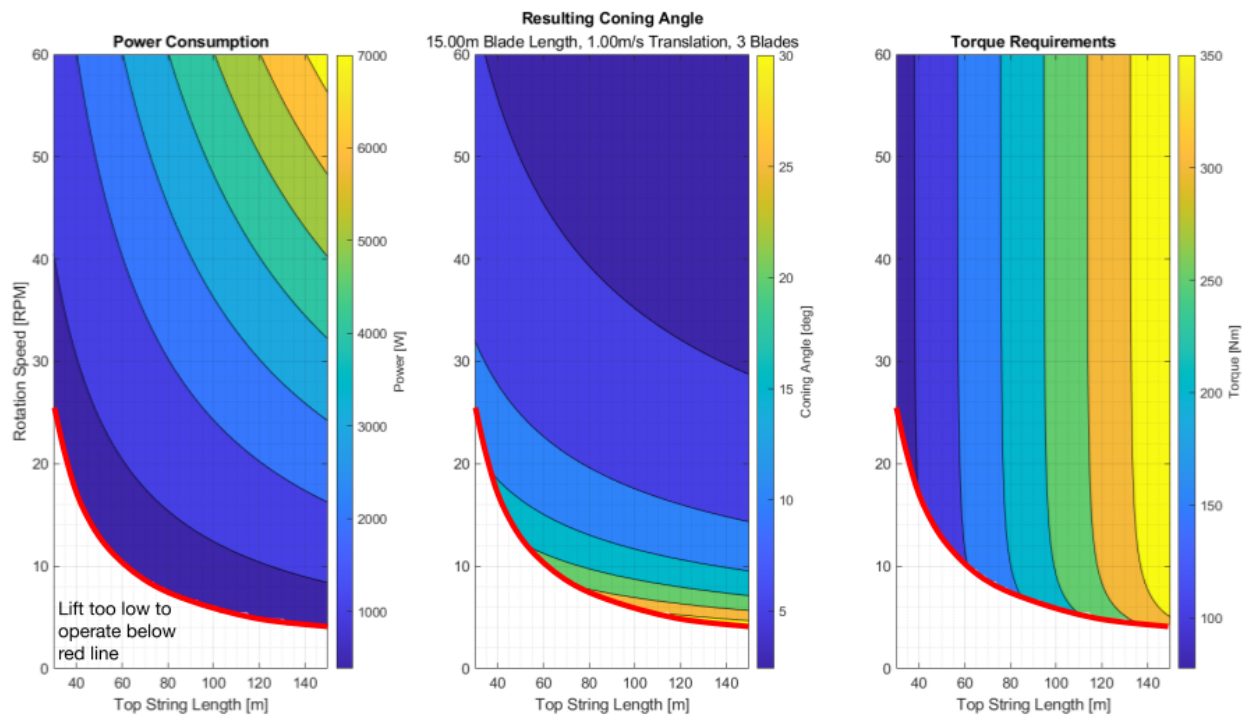 Resulting Coning Angle
Power Consumption
15.00m Blade Length, 1.00m/s Translation, 3 Blades
Torque Requirements
60
50
40
30
20
10
0
Rotation Speed [RPM]
40 60 80 100 120 140
Top String Length [m]
Lift too low to
operate below
red line
7000
6000
5000
4000
3000
2000
1000
Power [W]
60
50
40
30
20
10
0
40 60 80 100 120 140
Top String Length [m]
30
25
20
15
10
5
Coning Angle [deg]
60
50
40
30
20
10
0
40 60 80 100 120 140
Top String Length [m]
350
300
250
200
150
100
Torque [Nm]